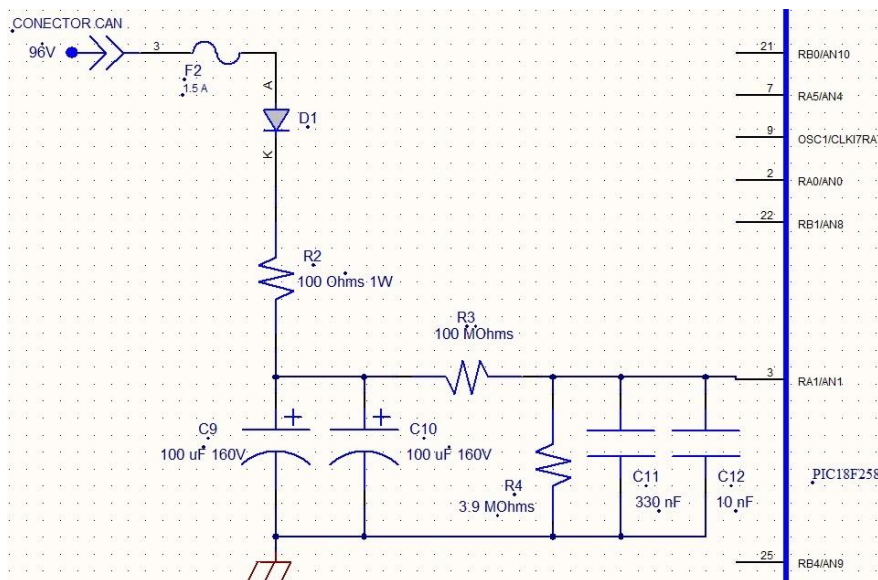 CONECTOR CAN
96V
3
F2
1.5 A
A
D1
K
R2
100 Ohms 1W
R3
100 MOhms
C9
100 uF 160V
C10
100 uF 160V
R4
3.9 MOhms
C11
330 nF
C12
10 nF
21
RB0/AN10
7
RA5/AN4
9
OSC1/CLKI7RA
2
RA0/AN0
22
RB1/AN8
3
RA1/AN1
PIC18F258
25
RB4/AN9